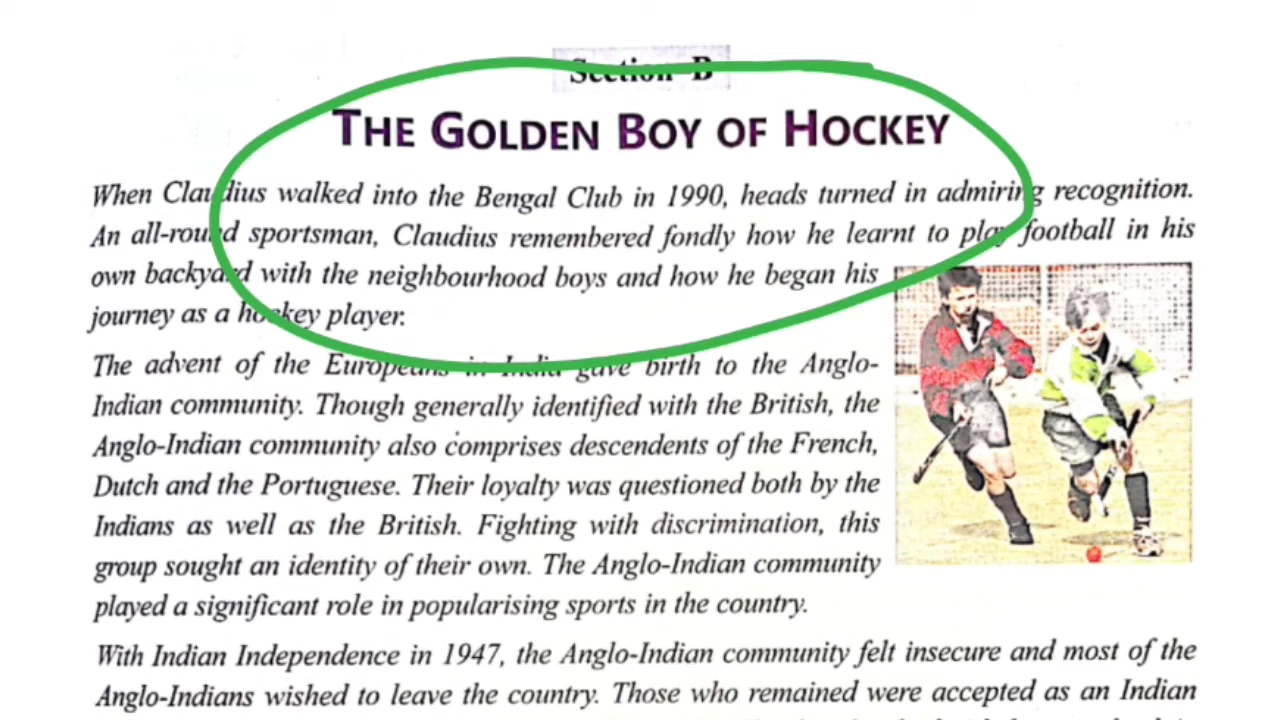 Section B
THE GOLDEN BOY OF HOCKEY
When Claudius walked into the Bengal Club in 1990, heads turned in admiring recognition.
An all-round sportsman, Claudius remembered fondly how he learnt to play football in his
own backyard with the neighbourhood boys and how he began his
journey as a hockey player.
The advent of the Europeans in India gave birth to the Anglo-
Indian community. Though generally identified with the British, the
Anglo-Indian community also comprises descendents of the French,
Dutch and the Portuguese. Their loyalty was questioned both by the
Indians as well as the British. Fighting with discrimination, this
group sought an identity of their own. The Anglo-Indian community
played a significant role in popularising sports in the country.
With Indian Independence in 1947, the Anglo-Indian community felt insecure and most of the
Anglo-Indians wished to leave the country. Those who remained were accepted as an Indian